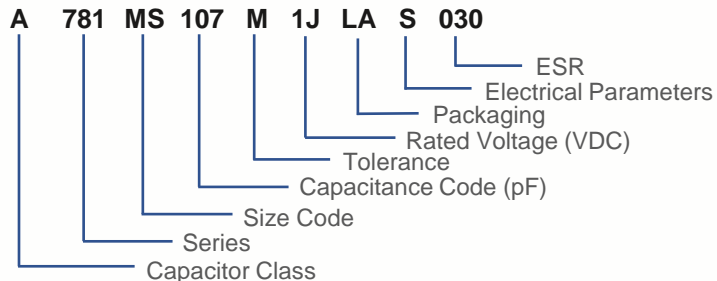 A 781 MS 107 M 1J LA S 030
ESR
Electrical Parameters
Packaging
Rated Voltage (VDC)
Tolerance
Capacitance Code (pF)
Size Code
Series
Capacitor Class